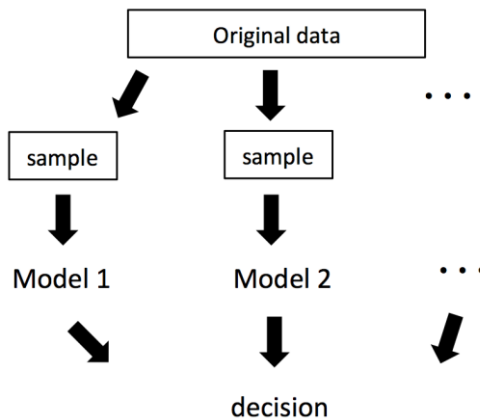 Original data
. . .
sample
sample
Model 1
Model 2
. . .
decision